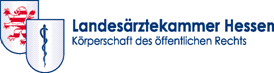 Landesärztekammer Hessen
Körperschaft des öffentlichen Rechts